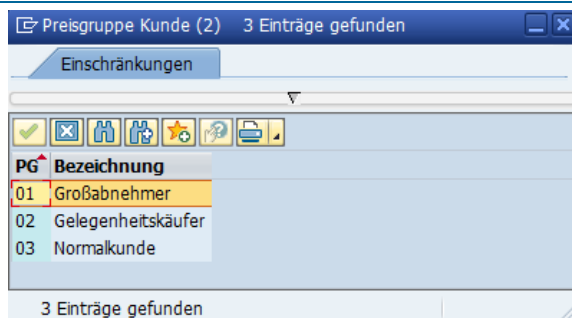 Preisgruppe Kunde (2) 3 Einträge gefunden
Einschränkungen
PG Bezeichnung
01 Großabnehmer
02 Gelegenheitskäufer
03 Normalkunde
3 Einträge gefunden